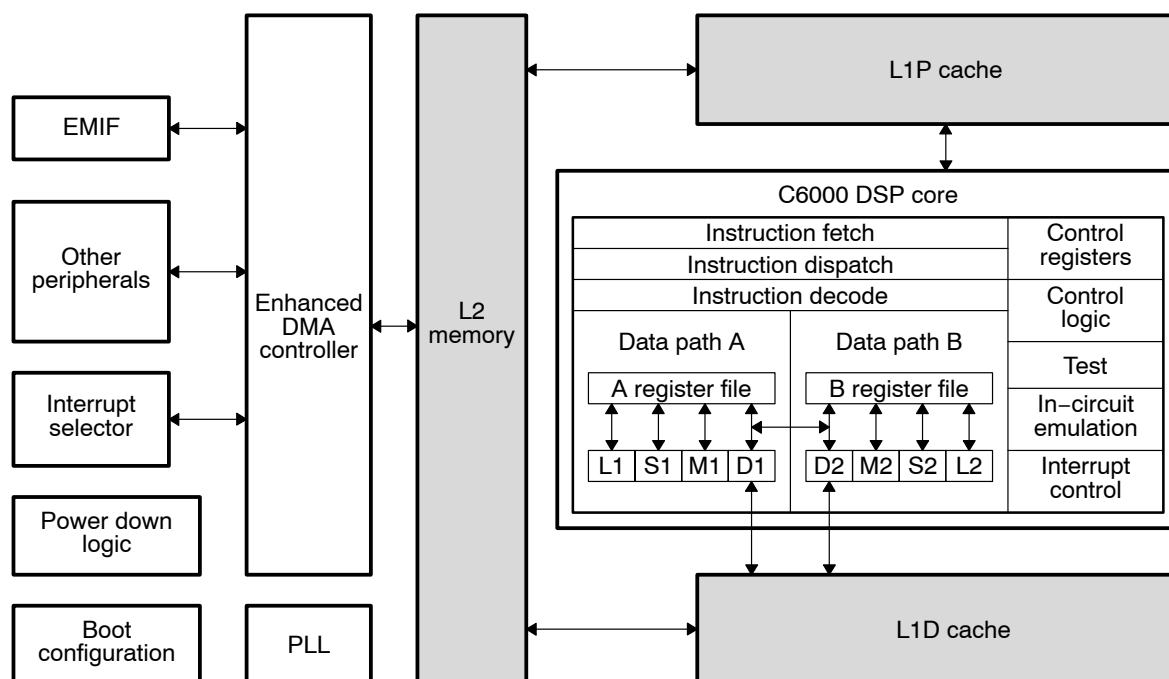 EMIF
Other
peripherals
Interrupt
selector
Power down
logic
Boot
configuration
Enhanced
DMA
controller
PLL
L2
memory
L1P cache
C6000 DSP core
Instruction fetch
Instruction dispatch
Instruction decode
Data path A
Data path B
A register file
B register file
L1 S1 M1 D1
D2 M2 S2 L2
Control
registers
Control
logic
Test
In−circuit
emulation
Interrupt
control
L1D cache